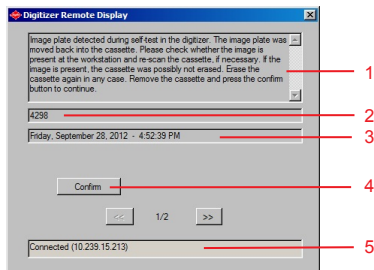 Digitizer Remote Display
Image plate detected during self-test in the digitizer. The image plate was
moved back into the cassette. Please check whether the image is
present at the workstation and re-scan the cassette, if necessary. If the
image is present, the cassette was possibly not erased. Erase the
cassette again in any case. Remove the cassette and press the confirm
button to continue.
1
4298
2
Friday, September 28, 2012 - 4:52:39 PM
3
Confirm
4
<< 1/2 >>
Connected (10.239.15.213)
5